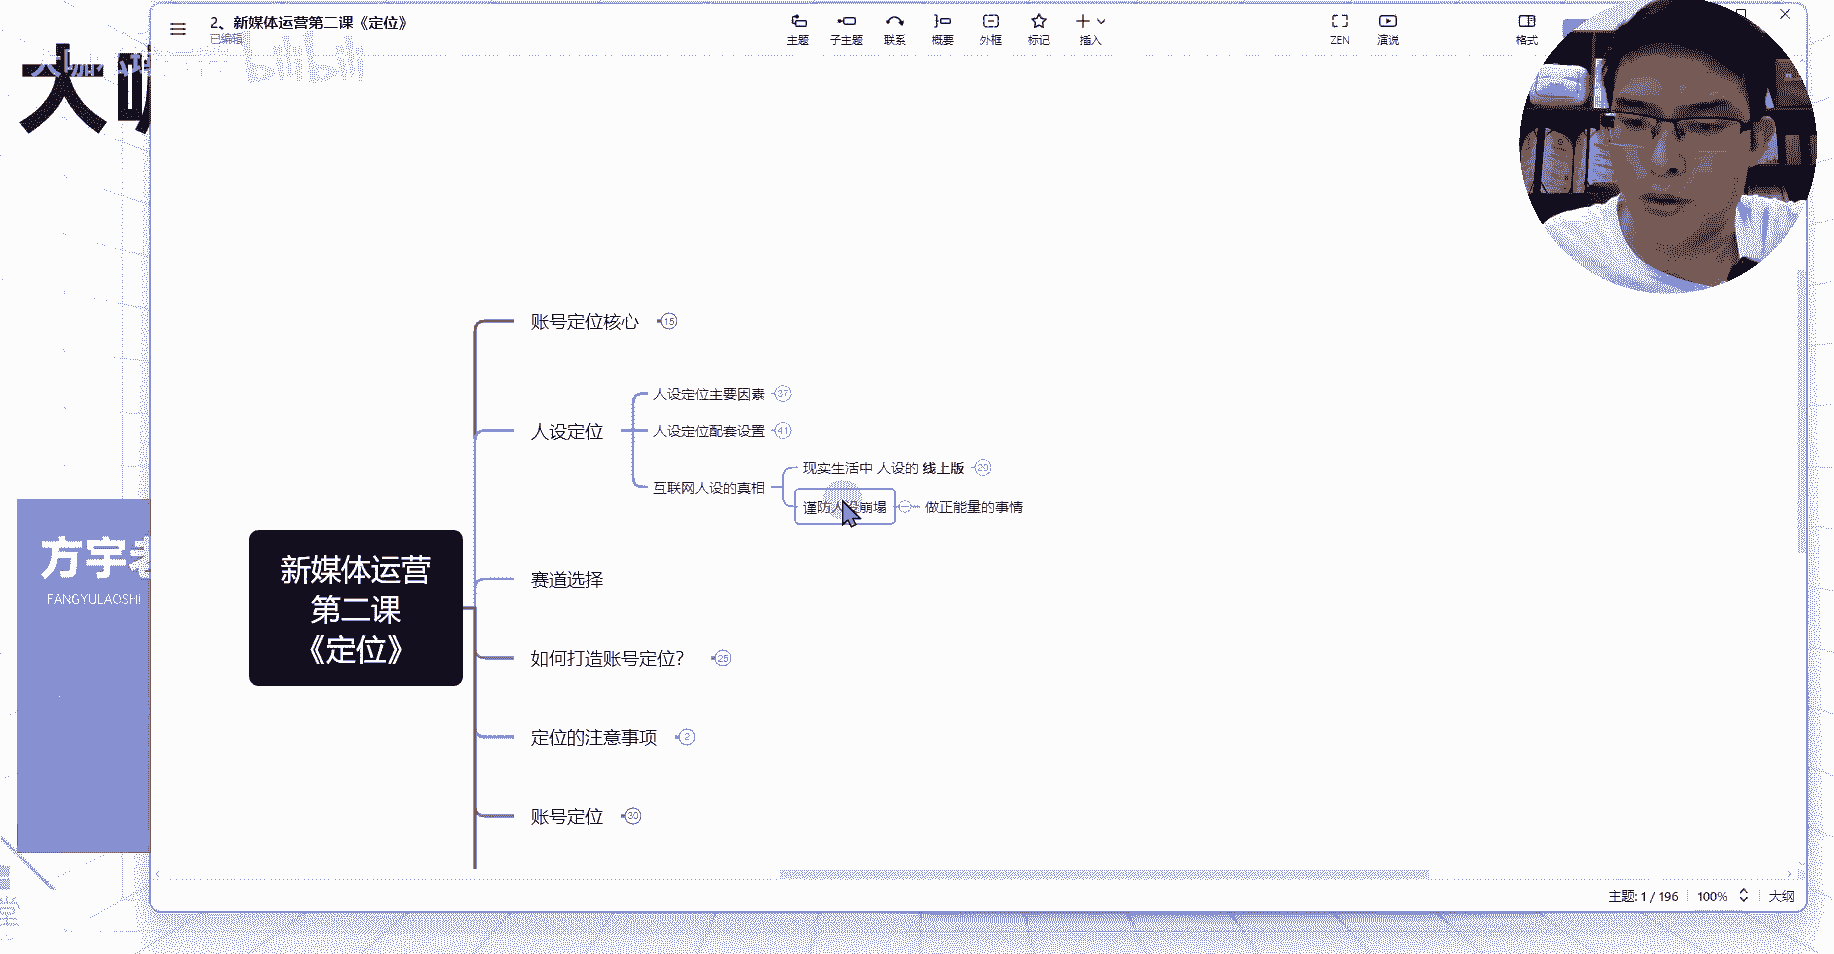 2、新媒体运营第二课《定位》
已编辑
主题
子主题
联系
概要
外框
标记
插入
ZEN
演说
格式
bilibili
大咖
账号定位核心 15
人设定位主要因素 37
人设定位
人设定位配套设置 41
现实生活中 人设的 线上版 29
互联网人设的真相
谨防人设崩塌
做正能量的事情
赛道选择
新媒体运营
第二课
《定位》
如何打造账号定位? 25
定位的注意事项 2
账号定位 30
方宇老
FANGYULAOSHI
堂
主题: 1 / 196
100%
大纲